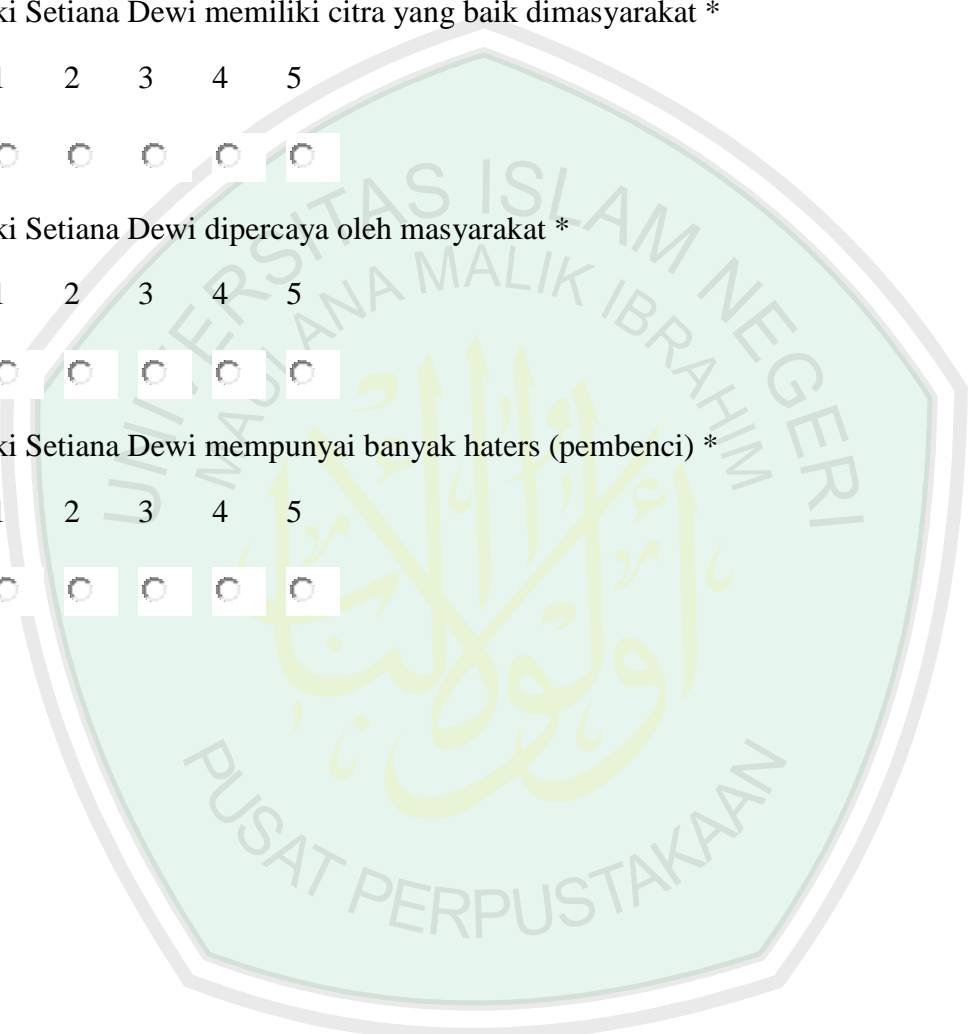 ki Setiana Dewi memiliki citra yang baik dimasyarakat *
1 2 3 4 5
ki Setiana Dewi dipercaya oleh masyarakat *
1 2 3 4 5
ki Setiana Dewi mempunyai banyak haters (pembenci) *
1 2 3 4 5
UNIVERSITAS ISLAM NEGERI
MAULANA MALIK IBRAHIM
PUSAT PERPUSTAKAAN